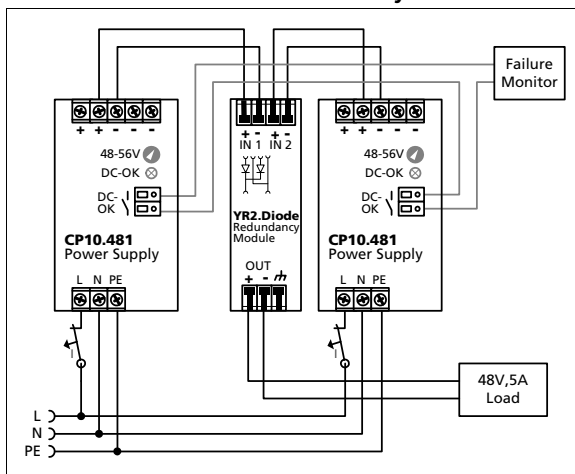 Failure
Monitor
+ + - - -
48-56V
DC-OK
DC-
OK
CP10.481
Power Supply
L N PE
+ - + -
IN 1 IN 2
YR2.Diode
Redundancy
Module
OUT
+ -
+ + - - -
48-56V
DC-OK
DC-
OK
CP10.481
Power Supply
L N PE
I
I
48V,5A
Load
L
N
PE